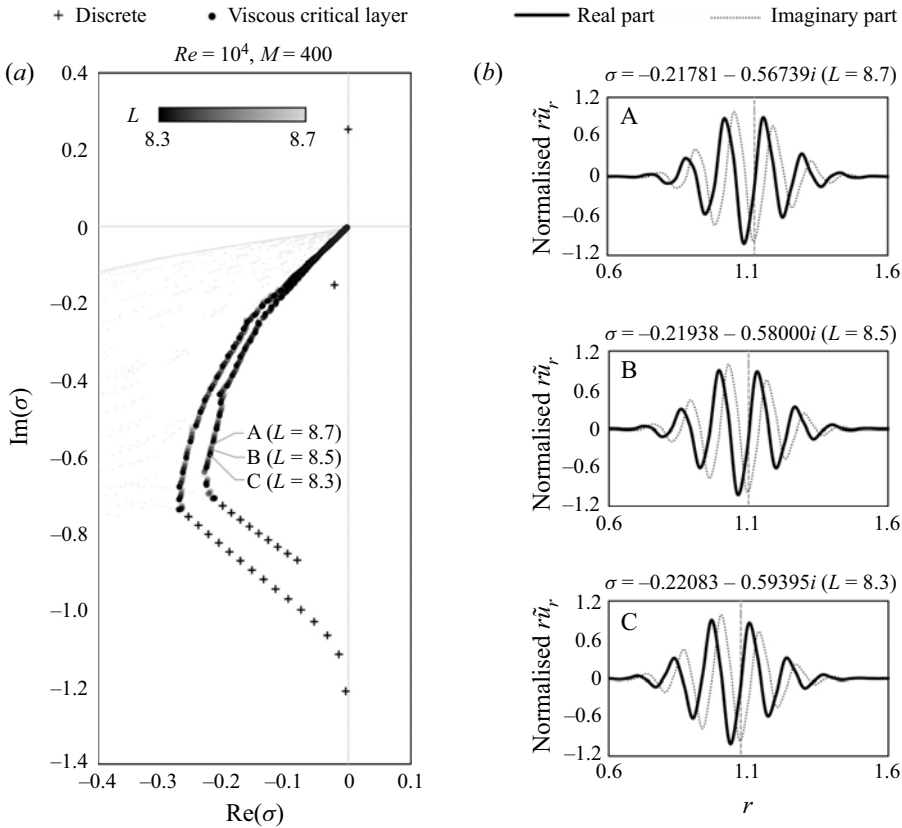 Discrete
Viscous critical layer
Real part
Imaginary part
(a)
Re = 10⁴, M = 400
0.4
0.2
0
–0.2
–0.4
–0.6
–0.8
–1.0
–1.2
–1.4
Im(σ)
L
8.3
8.7
A (L = 8.7)
B (L = 8.5)
C (L = 8.3)
–0.4
–0.3
–0.2
–0.1
0
0.1
Re(σ)
(b)
σ = –0.21781 – 0.56739i (L = 8.7)
A
Normalised rũᵣ
1.2
0.6
0
–0.6
–1.2
0.6
1.1
1.6
σ = –0.21938 – 0.58000i (L = 8.5)
B
Normalised rũᵣ
1.2
0.6
0
–0.6
–1.2
0.6
1.1
1.6
σ = –0.22083 – 0.59395i (L = 8.3)
C
Normalised rũᵣ
1.2
0.6
0
–0.6
–1.2
0.6
1.1
1.6
r